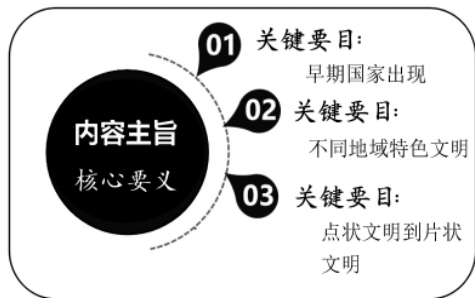 内容主旨
核心要义
01
关键要目:
早期国家出现
02
关键要目:
不同地域特色文明
03
关键要目:
点状文明到片状
文明